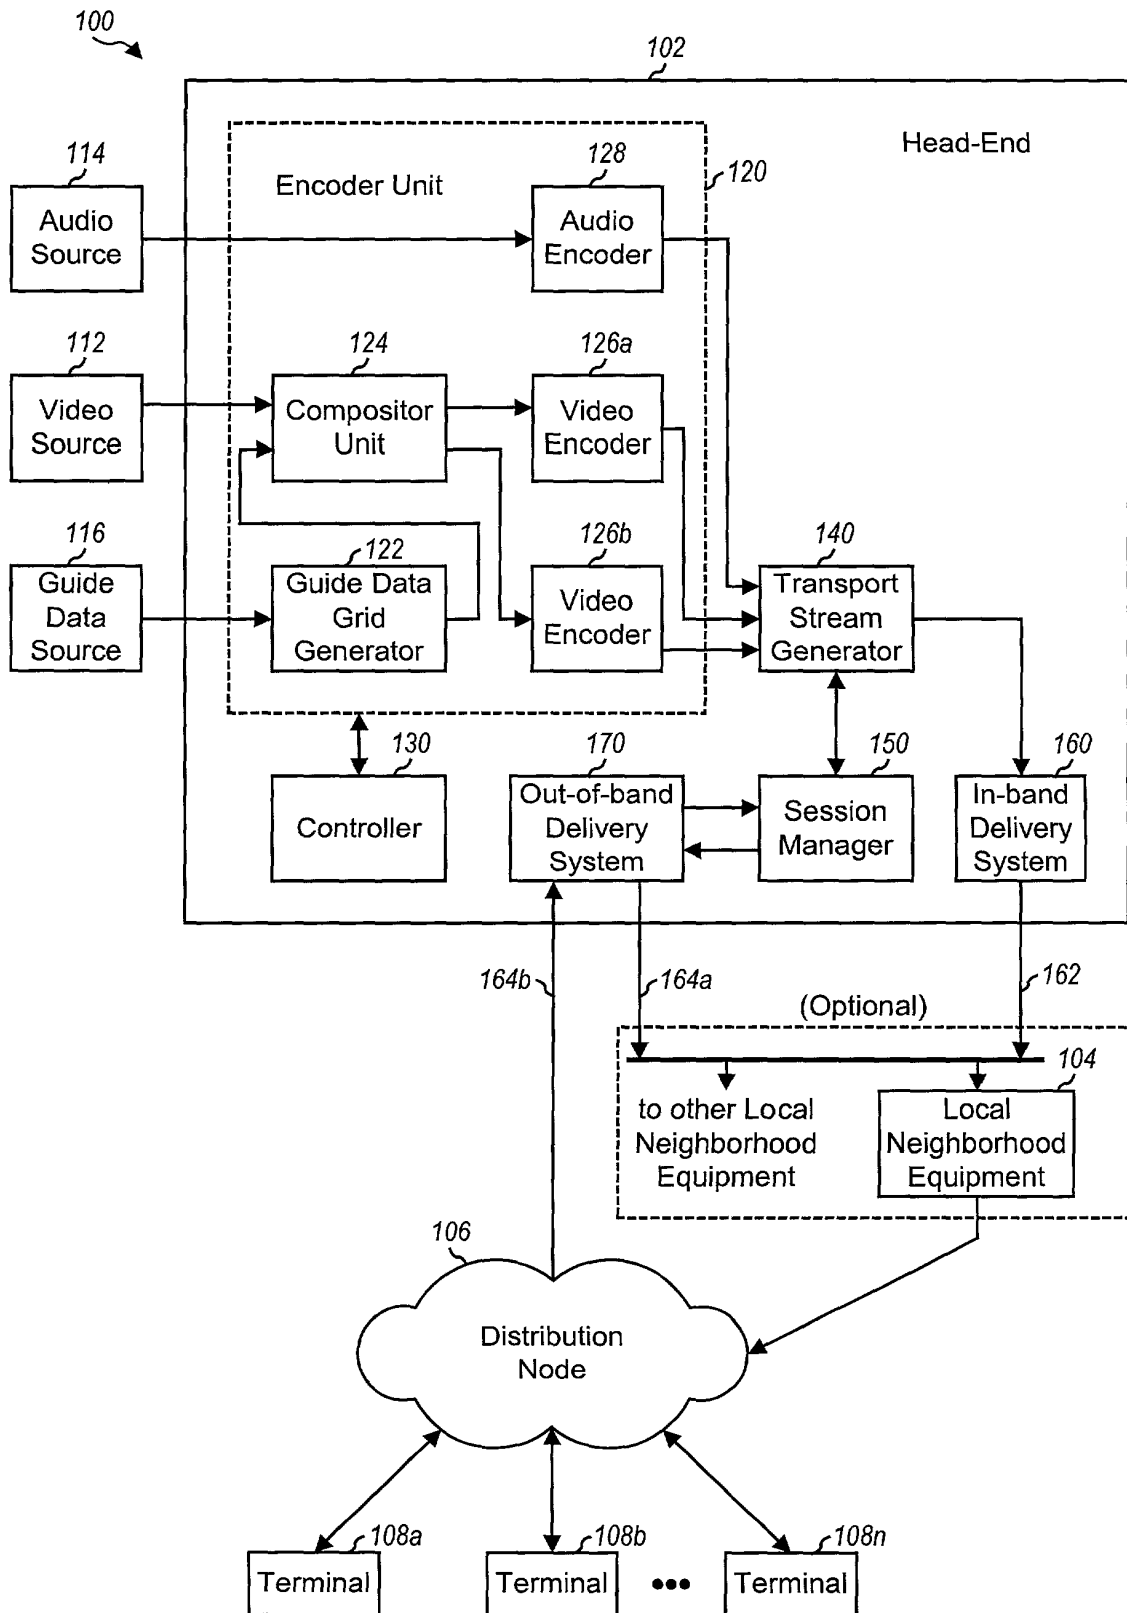 100
102
Head-End
114
Audio
Source
Encoder Unit
128
Audio
Encoder
120
112
Video
Source
124
Compositor
Unit
126a
Video
Encoder
116
Guide
Data
Source
122
Guide Data
Grid
Generator
126b
Video
Encoder
140
Transport
Stream
Generator
130
Controller
170
Out-of-band
Delivery
System
150
Session
Manager
160
In-band
Delivery
System
164b
164a
162
(Optional)
to other Local
Neighborhood
Equipment
104
Local
Neighborhood
Equipment
106
Distribution
Node
108a
Terminal
108b
Terminal
•••
108n
Terminal